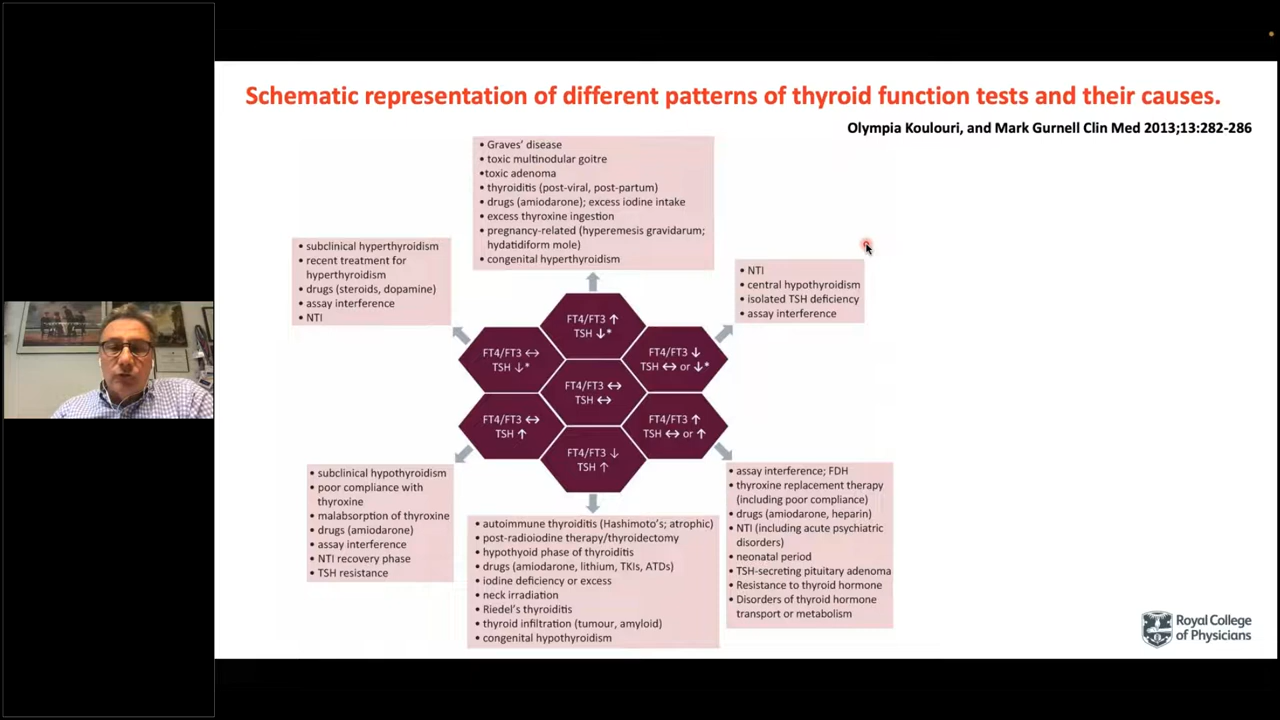 Schematic representation of different patterns of thyroid function tests and their causes.
Olympia Koulouri, and Mark Gurnell Clin Med 2013;13:282-286
• Graves’ disease
• toxic multinodular goitre
•toxic adenoma
• thyroiditis (post-viral, post-partum)
• drugs (amiodarone); excess iodine intake
• excess thyroxine ingestion
• pregnancy-related (hyperemesis gravidarum;
hydatidiform mole)
• congenital hyperthyroidism
• subclinical hyperthyroidism
• recent treatment for
hyperthyroidism
• drugs (steroids, dopamine)
• assay interference
• NTI
• NTI
• central hypothyroidism
• isolated TSH deficiency
• assay interference
FT4/FT3 ↑
TSH ↓*
FT4/FT3 ↔
TSH ↓*
FT4/FT3 ↓
TSH ↔ or ↓*
FT4/FT3 ↔
TSH ↔
FT4/FT3 ↔
TSH ↑
FT4/FT3 ↑
TSH ↔ or ↑
FT4/FT3 ↓
TSH ↑
• subclinical hypothyroidism
• poor compliance with
thyroxine
• malabsorption of thyroxine
• drugs (amiodarone)
• assay interference
• NTI recovery phase
• TSH resistance
• autoimmune thyroiditis (Hashimoto’s; atrophic)
• post-radioiodine therapy/thyroidectomy
• hypothyoid phase of thyroiditis
• drugs (amiodarone, lithium, TKIs, ATDs)
• iodine deficiency or excess
• neck irradiation
• Riedel’s thyroiditis
• thyroid infiltration (tumour, amyloid)
• congenital hypothyroidism
• assay interference; FDH
• thyroxine replacement therapy
(including poor compliance)
• drugs (amiodarone, heparin)
• NTI (including acute psychiatric
disorders)
• neonatal period
• TSH-secreting pituitary adenoma
• Resistance to thyroid hormone
• Disorders of thyroid hormone
transport or metabolism
Royal College
of Physicians